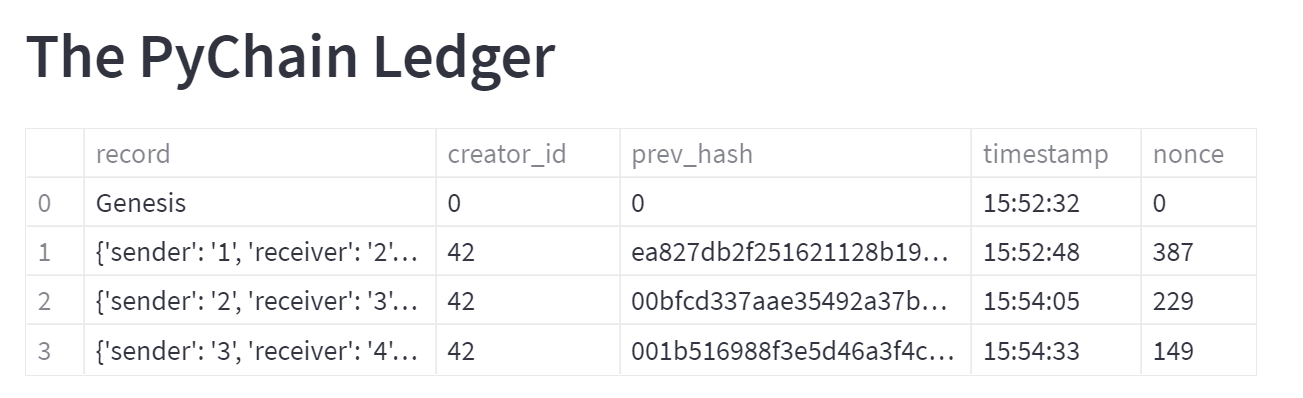 The PyChain Ledger
record creator_id prev_hash timestamp nonce
0 Genesis 0 0 15:52:32 0
1 {'sender': '1', 'receiver': '2'... 42 ea827db2f251621128b19... 15:52:48 387
2 {'sender': '2', 'receiver': '3'... 42 00bfcd337aae35492a37b... 15:54:05 229
3 {'sender': '3', 'receiver': '4'... 42 001b516988f3e5d46a3f4c... 15:54:33 149